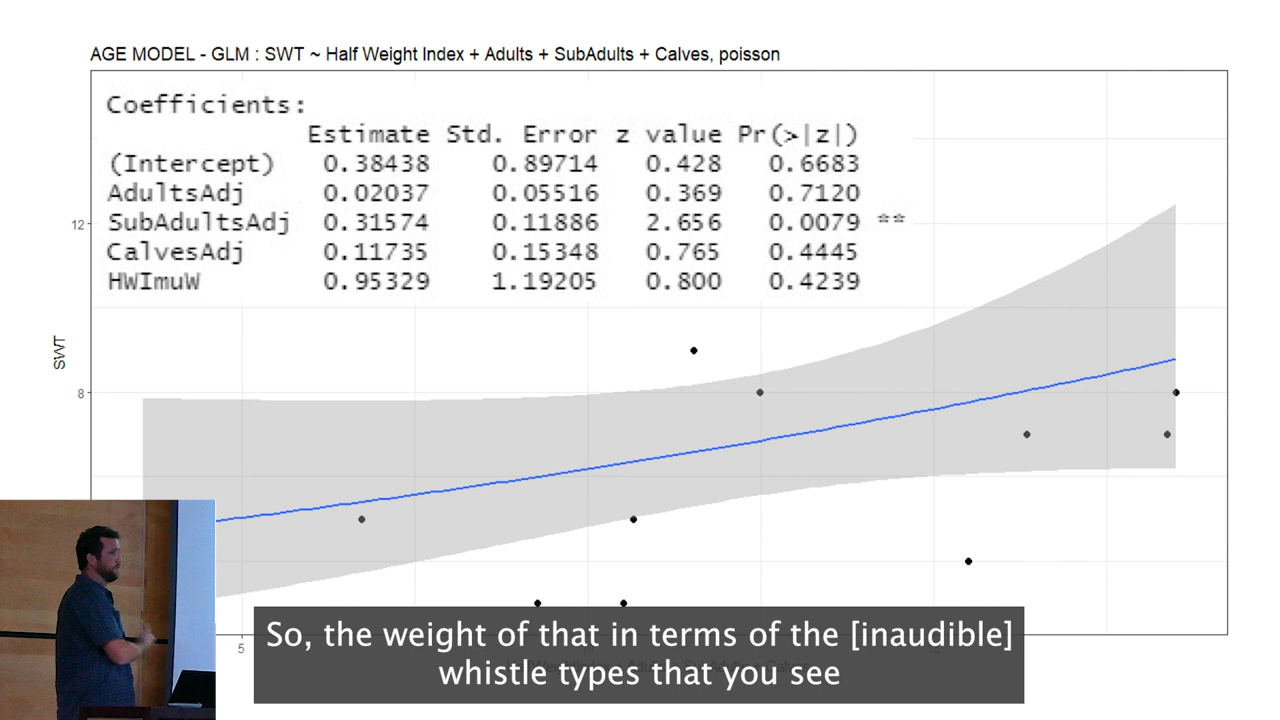 AGE MODEL - GLM : SWT ~ Half Weight Index + Adults + SubAdults + Calves, poisson
Coefficients:
Estimate Std. Error z value Pr(>|z|)
(Intercept) 0.38438 0.89714 0.428 0.6683
AdultsAdj 0.02037 0.05516 0.369 0.7120
SubAdultsAdj 0.31574 0.11886 2.656 0.0079 **
CalvesAdj 0.11735 0.15348 0.765 0.4445
HWImuW 0.95329 1.19205 0.800 0.4239
12
SWT
8
5
So, the weight of that in terms of the [inaudible]
whistle types that you see